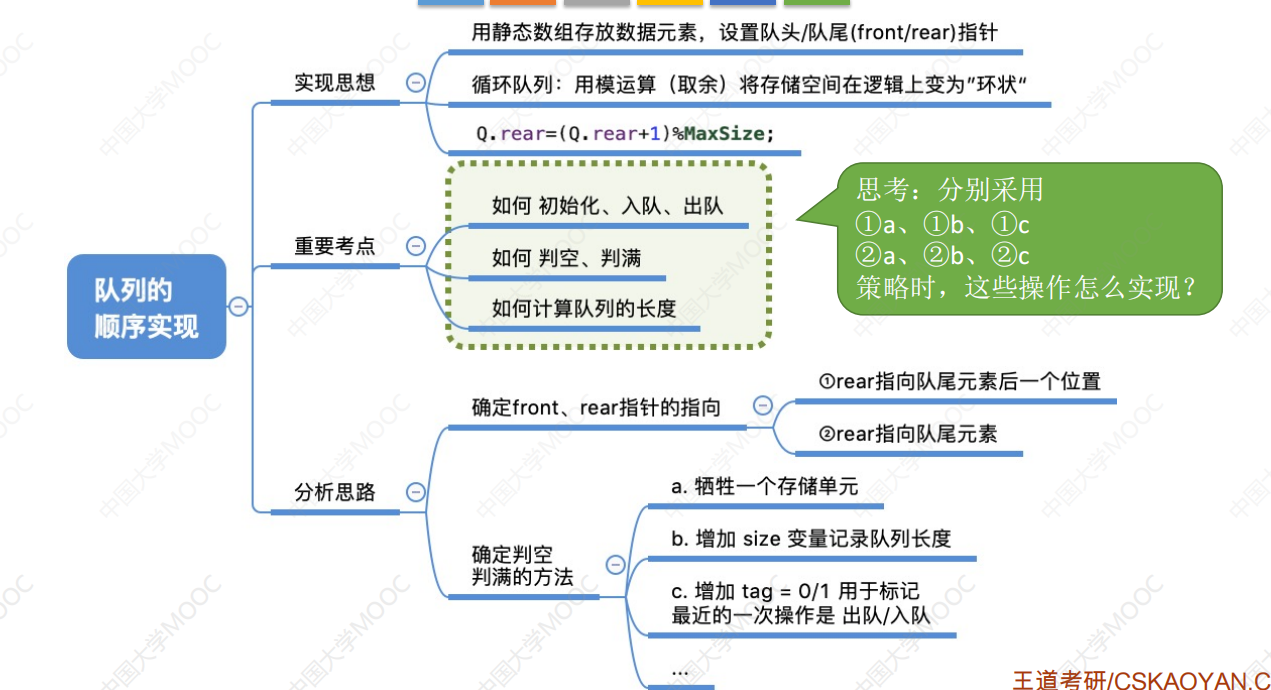 用静态数组存放数据元素，设置队头/队尾(front/rear)指针
实现思想
循环队列：用模运算（取余）将存储空间在逻辑上变为”环状“
Q.rear=(Q.rear+1)%MaxSize;
如何 初始化、入队、出队
重要考点
如何 判空、判满
如何计算队列的长度
思考：分别采用
①a、①b、①c
②a、②b、②c
策略时，这些操作怎么实现？
队列的
顺序实现
①rear指向队尾元素后一个位置
确定front、rear指针的指向
②rear指向队尾元素
分析思路
a. 牺牲一个存储单元
b. 增加 size 变量记录队列长度
确定判空
判满的方法
c. 增加 tag = 0/1 用于标记
最近的一次操作是 出队/入队
...
王道考研/CSKAOYAN.C
中国大学MOOC